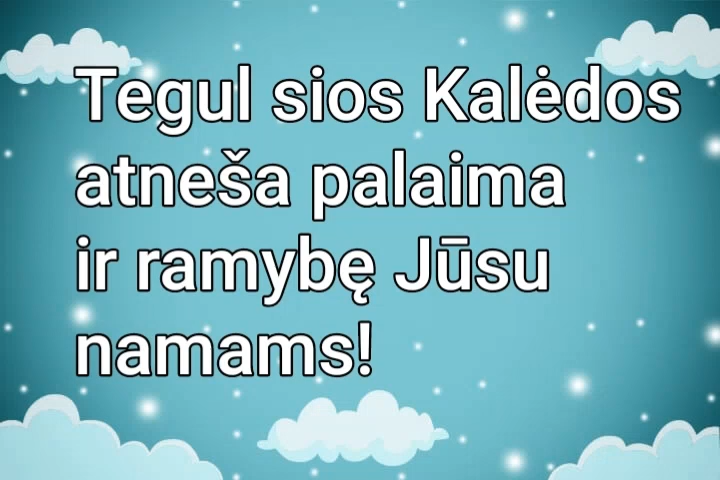 Tegul sios Kalėdos
atneša palaima
ir ramybę Jūsu
namams!